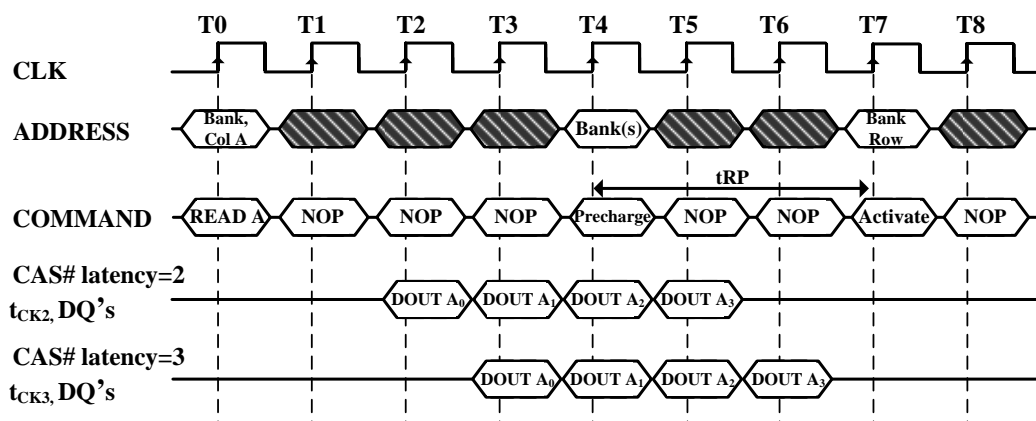 T0 T1 T2 T3 T4 T5 T6 T7 T8
CLK
ADDRESS Bank, Col A Bank(s) Bank Row
tRP
COMMAND READ A NOP NOP NOP Precharge NOP NOP Activate NOP
CAS# latency=2
tCK2, DQ's DOUT A0 DOUT A1 DOUT A2 DOUT A3
CAS# latency=3
tCK3, DQ's DOUT A0 DOUT A1 DOUT A2 DOUT A3